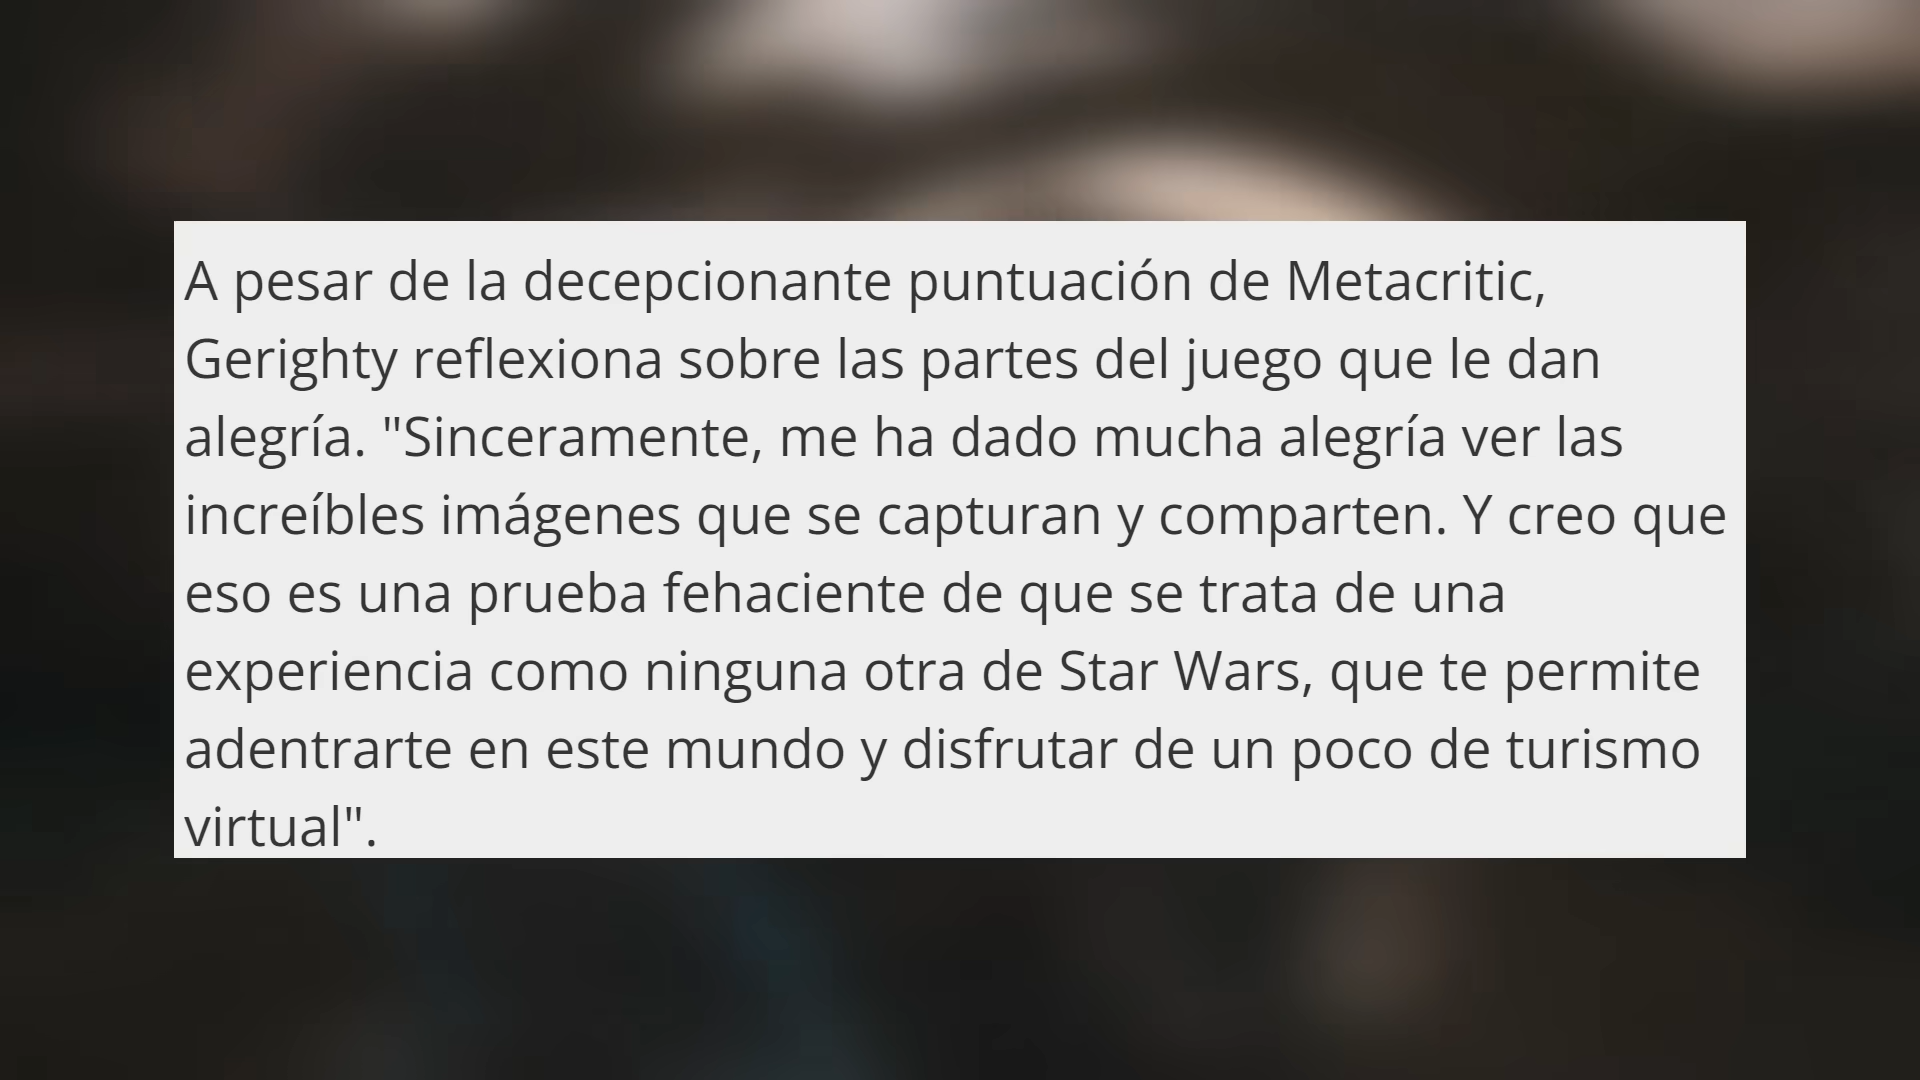 A pesar de la decepcionante puntuación de Metacritic,
Gerighty reflexiona sobre las partes del juego que le dan
alegría. "Sinceramente, me ha dado mucha alegría ver las
increíbles imágenes que se capturan y comparten. Y creo que
eso es una prueba fehaciente de que se trata de una
experiencia como ninguna otra de Star Wars, que te permite
adentrarte en este mundo y disfrutar de un poco de turismo
virtual".